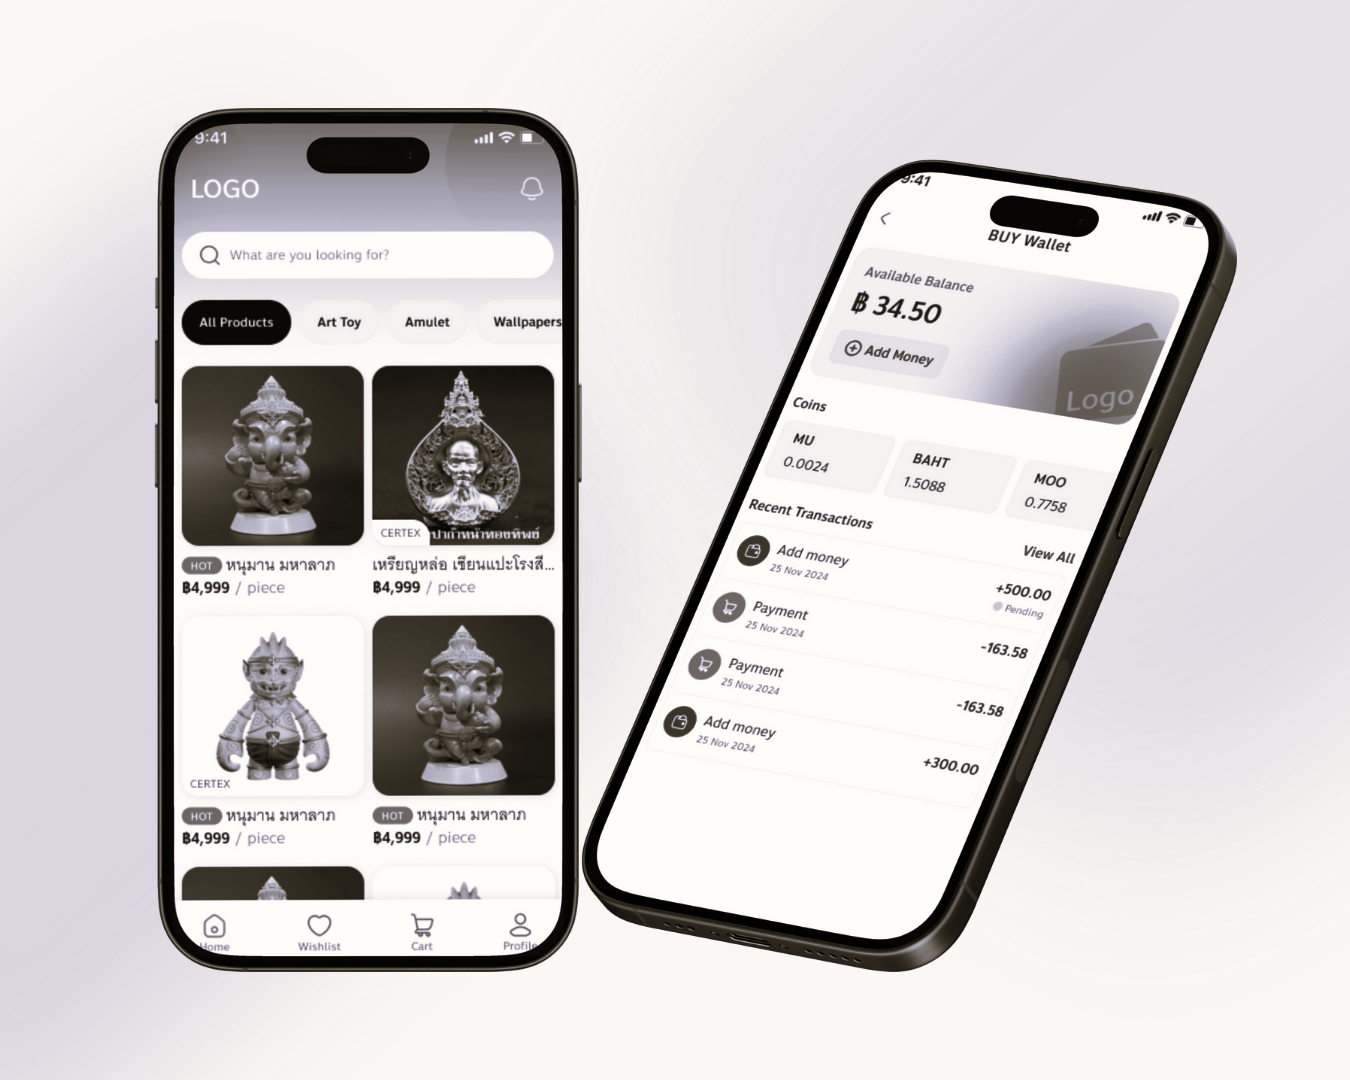 9:41
LOGO
What are you looking for?
All Products
Art Toy
Amulet
Wallpapers
CERTEX
ปาก้าหน้าทองทิพย์
HOT หนุมาน มหาลาภ
฿4,999 / piece
เหรียญหล่อ เซียนแปะโรงสี...
฿4,999 / piece
CERTEX
HOT หนุมาน มหาลาภ
฿4,999 / piece
HOT หนุมาน มหาลาภ
฿4,999 / piece
Home
Wishlist
Cart
Profile
9:41
BUY Wallet
Available Balance
฿ 34.50
Add Money
Logo
Coins
MU
0.0024
BAHT
1.5088
MOO
0.7758
Recent Transactions
View All
Add money
25 Nov 2024
+500.00
Pending
Payment
25 Nov 2024
-163.58
Payment
25 Nov 2024
-163.58
Add money
25 Nov 2024
+300.00